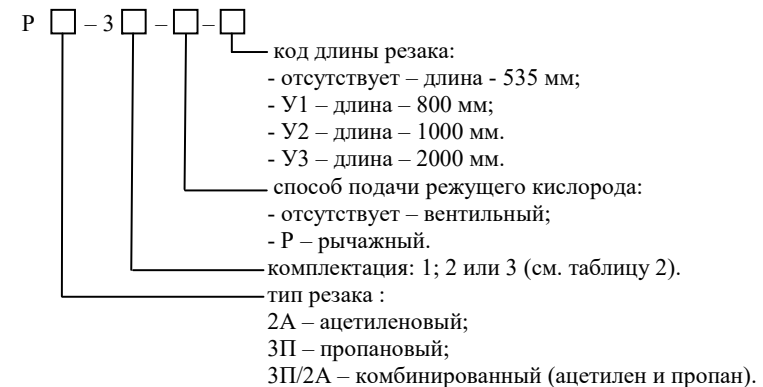 Р □ – 3 □ – □ – □
код длины резака:
- отсутствует – длина - 535 мм;
- У1 – длина – 800 мм;
- У2 – длина – 1000 мм.
- У3 – длина – 2000 мм.
способ подачи режущего кислорода:
- отсутствует – вентильный;
- Р – рычажный.
комплектация: 1; 2 или 3 (см. таблицу 2).
тип резака :
2А – ацетиленовый;
3П – пропановый;
3П/2А – комбинированный (ацетилен и пропан).